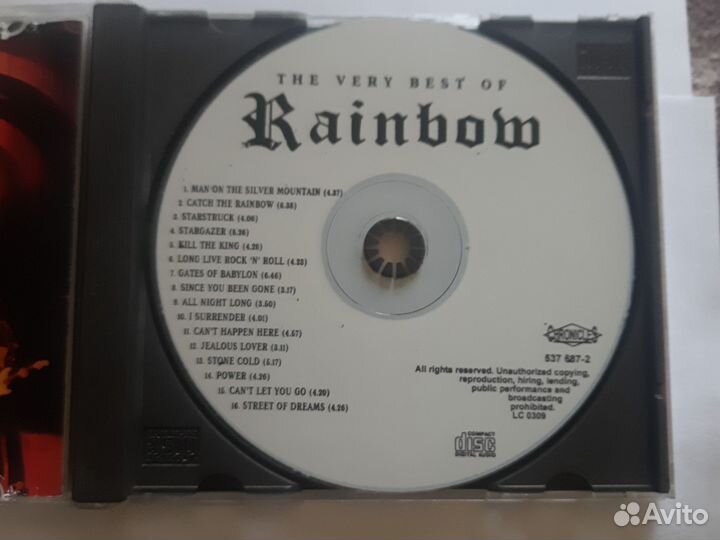 THE VERY BEST OF
Rainbow
1. MAN ON THE SILVER MOUNTAIN (4.37)
2. CATCH THE RAINBOW (6.38)
3. STARSTRUCK (4.06)
4. STARGAZER (8.26)
5. KILL THE KING (4.26)
6. LONG LIVE ROCK 'N' ROLL (4.23)
7. GATES OF BABYLON (6.46)
8. SINCE YOU BEEN GONE (3.17)
9. ALL NIGHT LONG (3.50)
10. I SURRENDER (4.01)
11. CAN'T HAPPEN HERE (4.57)
12. JEALOUS LOVER (3.11)
13. STONE COLD (5.17)
14. POWER (4.26)
15. CAN'T LET YOU GO (4.20)
16. STREET OF DREAMS (4.26)
CHRONICLES
537 687-2
All rights reserved. Unauthorized copying,
reproduction, hiring, lending,
public performance and
broadcasting
prohibited.
LC 0309
COMPACT
disc
DIGITAL AUDIO
Avito